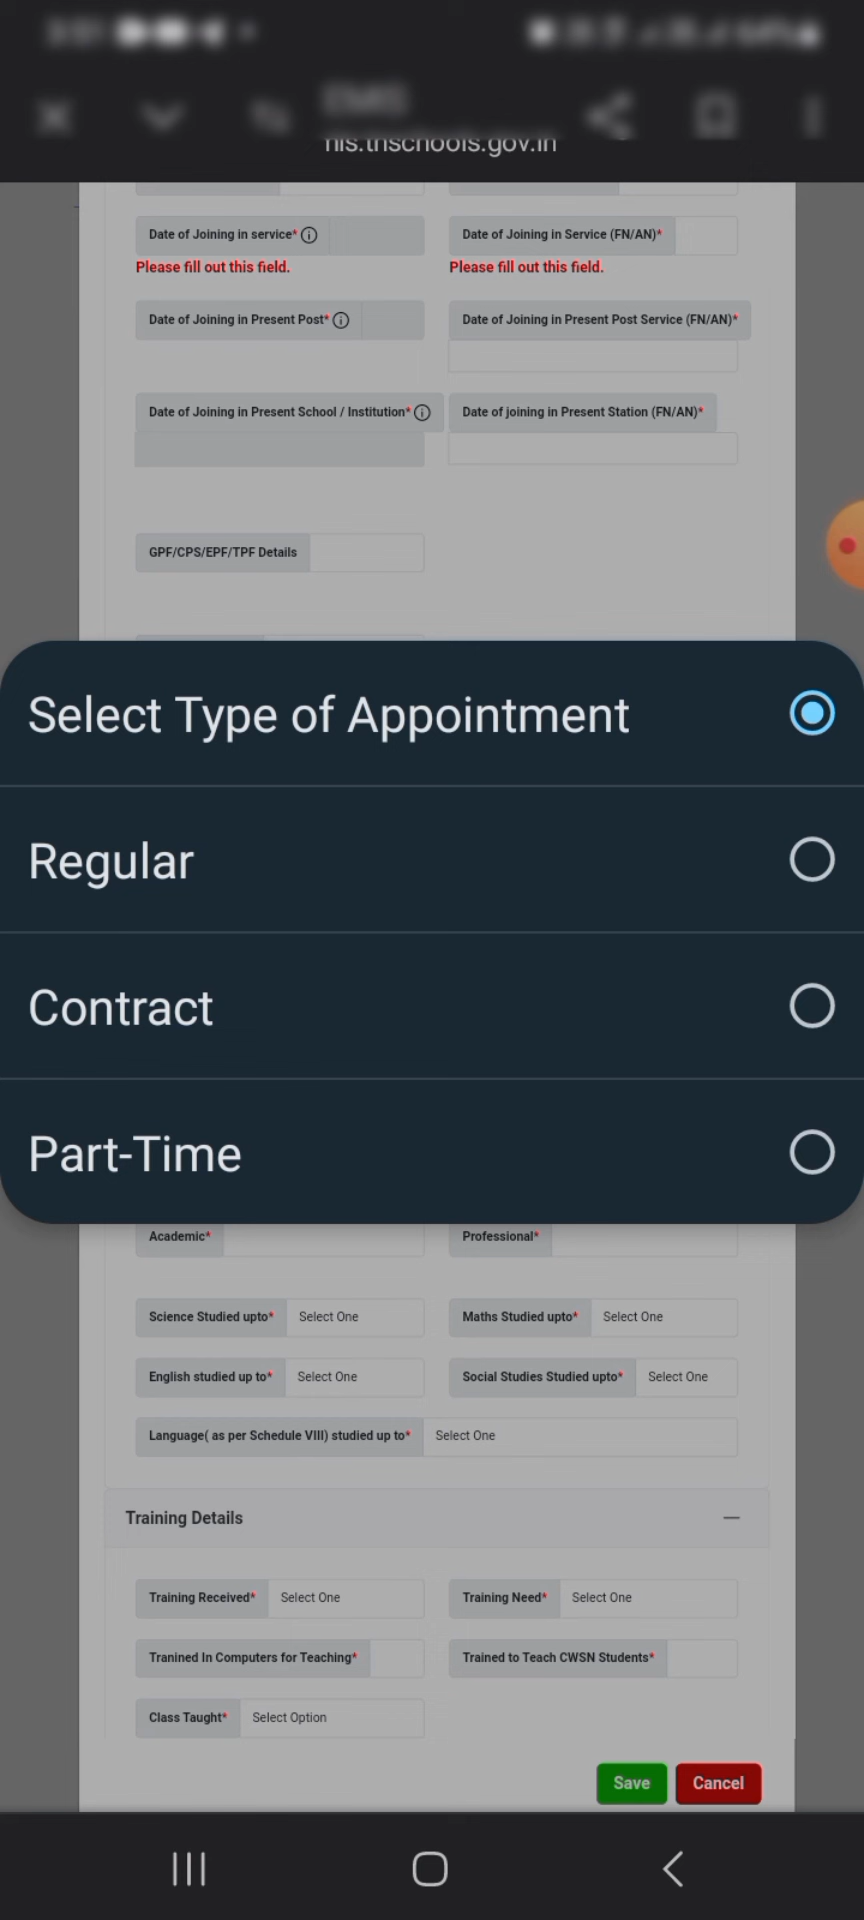 EMIS
nis.tnschools.gov.in
Date of Joining in service*
Date of Joining in Service (FN/AN)*
Please fill out this field.
Please fill out this field.
Date of Joining in Present Post*
Date of Joining in Present Post Service (FN/AN)*
Date of Joining in Present School / Institution*
Date of joining in Present Station (FN/AN)*
GPF/CPS/EPF/TPF Details
Select Type of Appointment
Regular
Contract
Part-Time
Academic*
Professional*
Science Studied upto* Select One
Maths Studied upto* Select One
English studied up to* Select One
Social Studies Studied upto* Select One
Language( as per Schedule VIII) studied up to* Select One
Training Details
Training Received* Select One
Training Need* Select One
Tranined In Computers for Teaching*
Trained to Teach CWSN Students*
Class Taught* Select Option
Save
Cancel